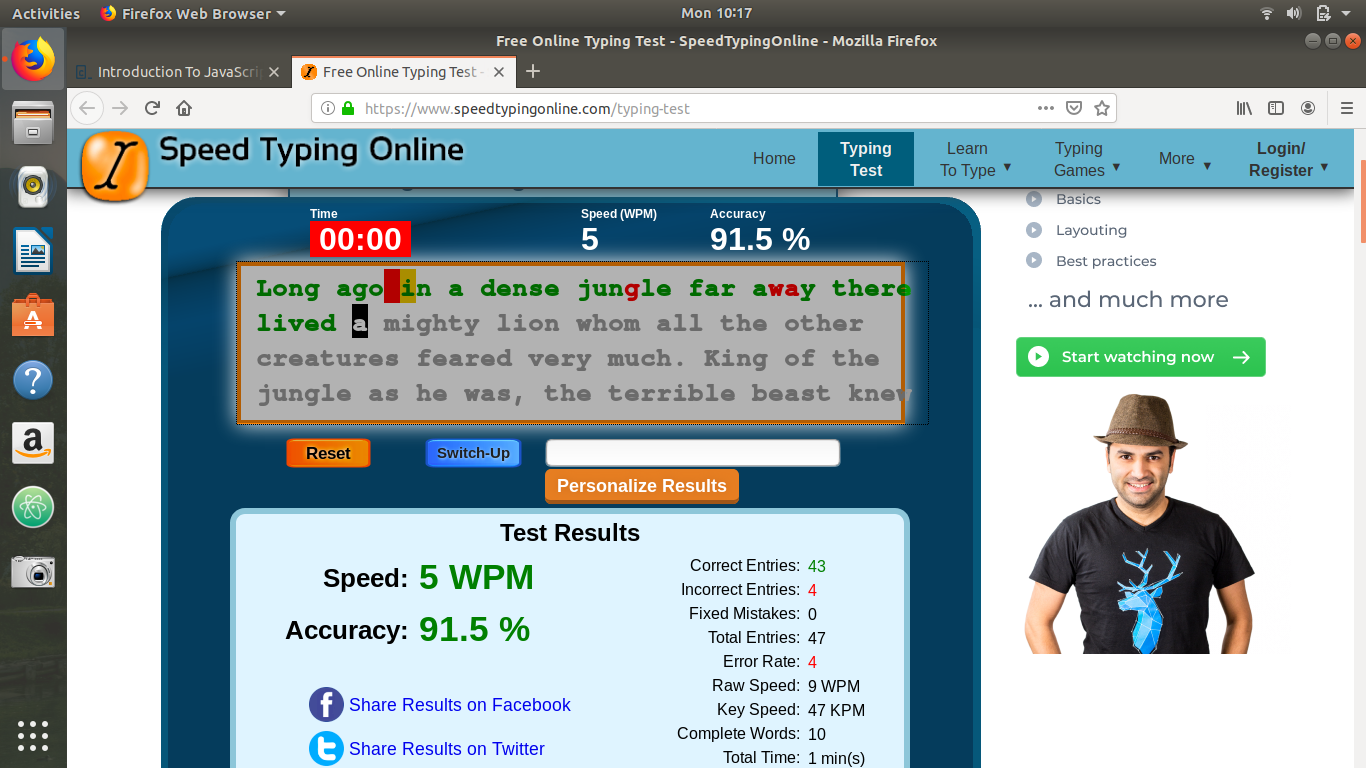 Activities
Firefox Web Browser
Mon 10:17
Free Online Typing Test - SpeedTypingOnline - Mozilla Firefox
Introduction To JavaScrip
Free Online Typing Test -
https://www.speedtypingonline.com/typing-test
Speed Typing Online
Home
Typing Test
Learn To Type
Typing Games
More
Login/ Register
Time
00:00
Speed (WPM)
5
Accuracy
91.5 %
Long ago in a dense jungle far away there
lived a mighty lion whom all the other
creatures feared very much. King of the
jungle as he was, the terrible beast knew
Reset
Switch-Up
Personalize Results
Test Results
Speed: 5 WPM
Accuracy: 91.5 %
Share Results on Facebook
Share Results on Twitter
Correct Entries: 43
Incorrect Entries: 4
Fixed Mistakes: 0
Total Entries: 47
Error Rate: 4
Raw Speed: 9 WPM
Key Speed: 47 KPM
Complete Words: 10
Total Time: 1 min(s)
Basics
Layouting
Best practices
... and much more
Start watching now